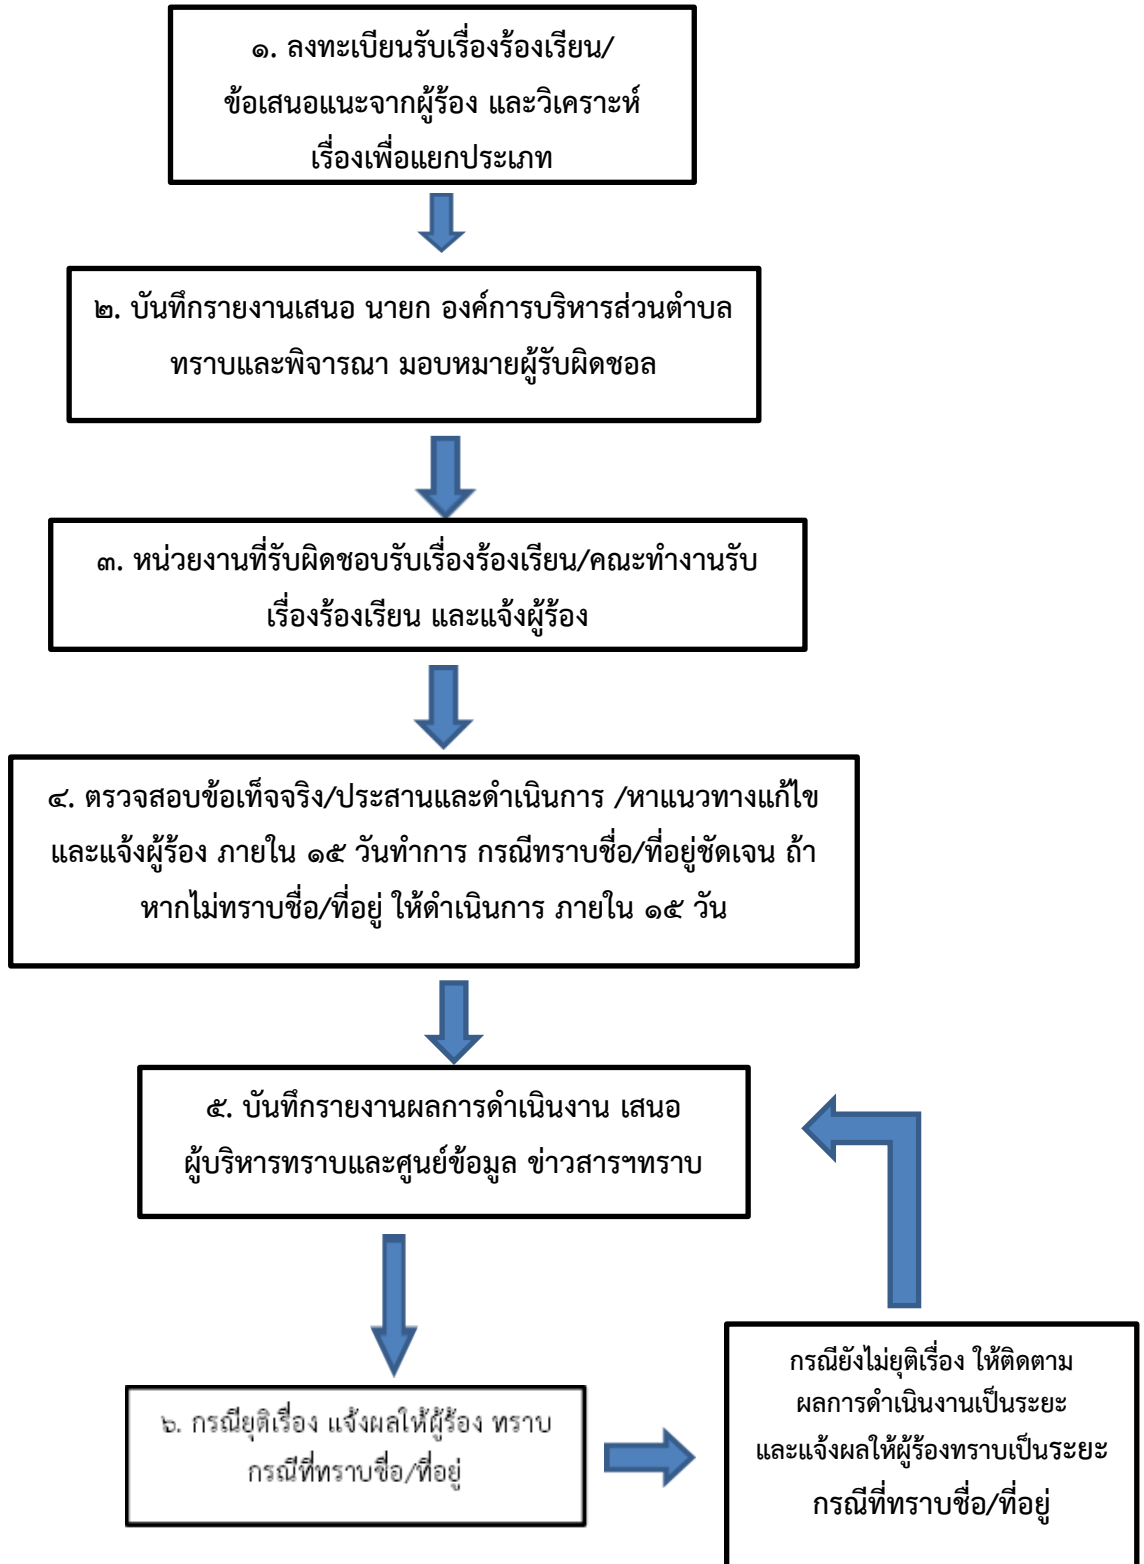 ๑. ลงทะเบียนรับเรื่องร้องเรียน/
ข้อเสนอแนะจากผู้ร้อง และวิเคราะห์
เรื่องเพื่อแยกประเภท
๒. บันทึกรายงานเสนอ นายก องค์การบริหารส่วนตำบล
ทราบและพิจารณา มอบหมายผู้รับผิดชอล
๓. หน่วยงานที่รับผิดชอบรับเรื่องร้องเรียน/คณะทำงานรับ
เรื่องร้องเรียน และแจ้งผู้ร้อง
๔. ตรวจสอบข้อเท็จจริง/ประสานและดำเนินการ /หาแนวทางแก้ไข
และแจ้งผู้ร้อง ภายใน ๑๕ วันทำการ กรณีทราบชื่อ/ที่อยู่ชัดเจน ถ้า
หากไม่ทราบชื่อ/ที่อยู่ ให้ดำเนินการ ภายใน ๑๕ วัน
๕. บันทึกรายงานผลการดำเนินงาน เสนอ
ผู้บริหารทราบและศูนย์ข้อมูล ข่าวสารฯทราบ
๖. กรณียุติเรื่อง แจ้งผลให้ผู้ร้อง ทราบ
กรณีที่ทราบชื่อ/ที่อยู่
กรณียังไม่ยุติเรื่อง ให้ติดตาม
ผลการดำเนินงานเป็นระยะ
และแจ้งผลให้ผู้ร้องทราบเป็นระยะ
กรณีที่ทราบชื่อ/ที่อยู่